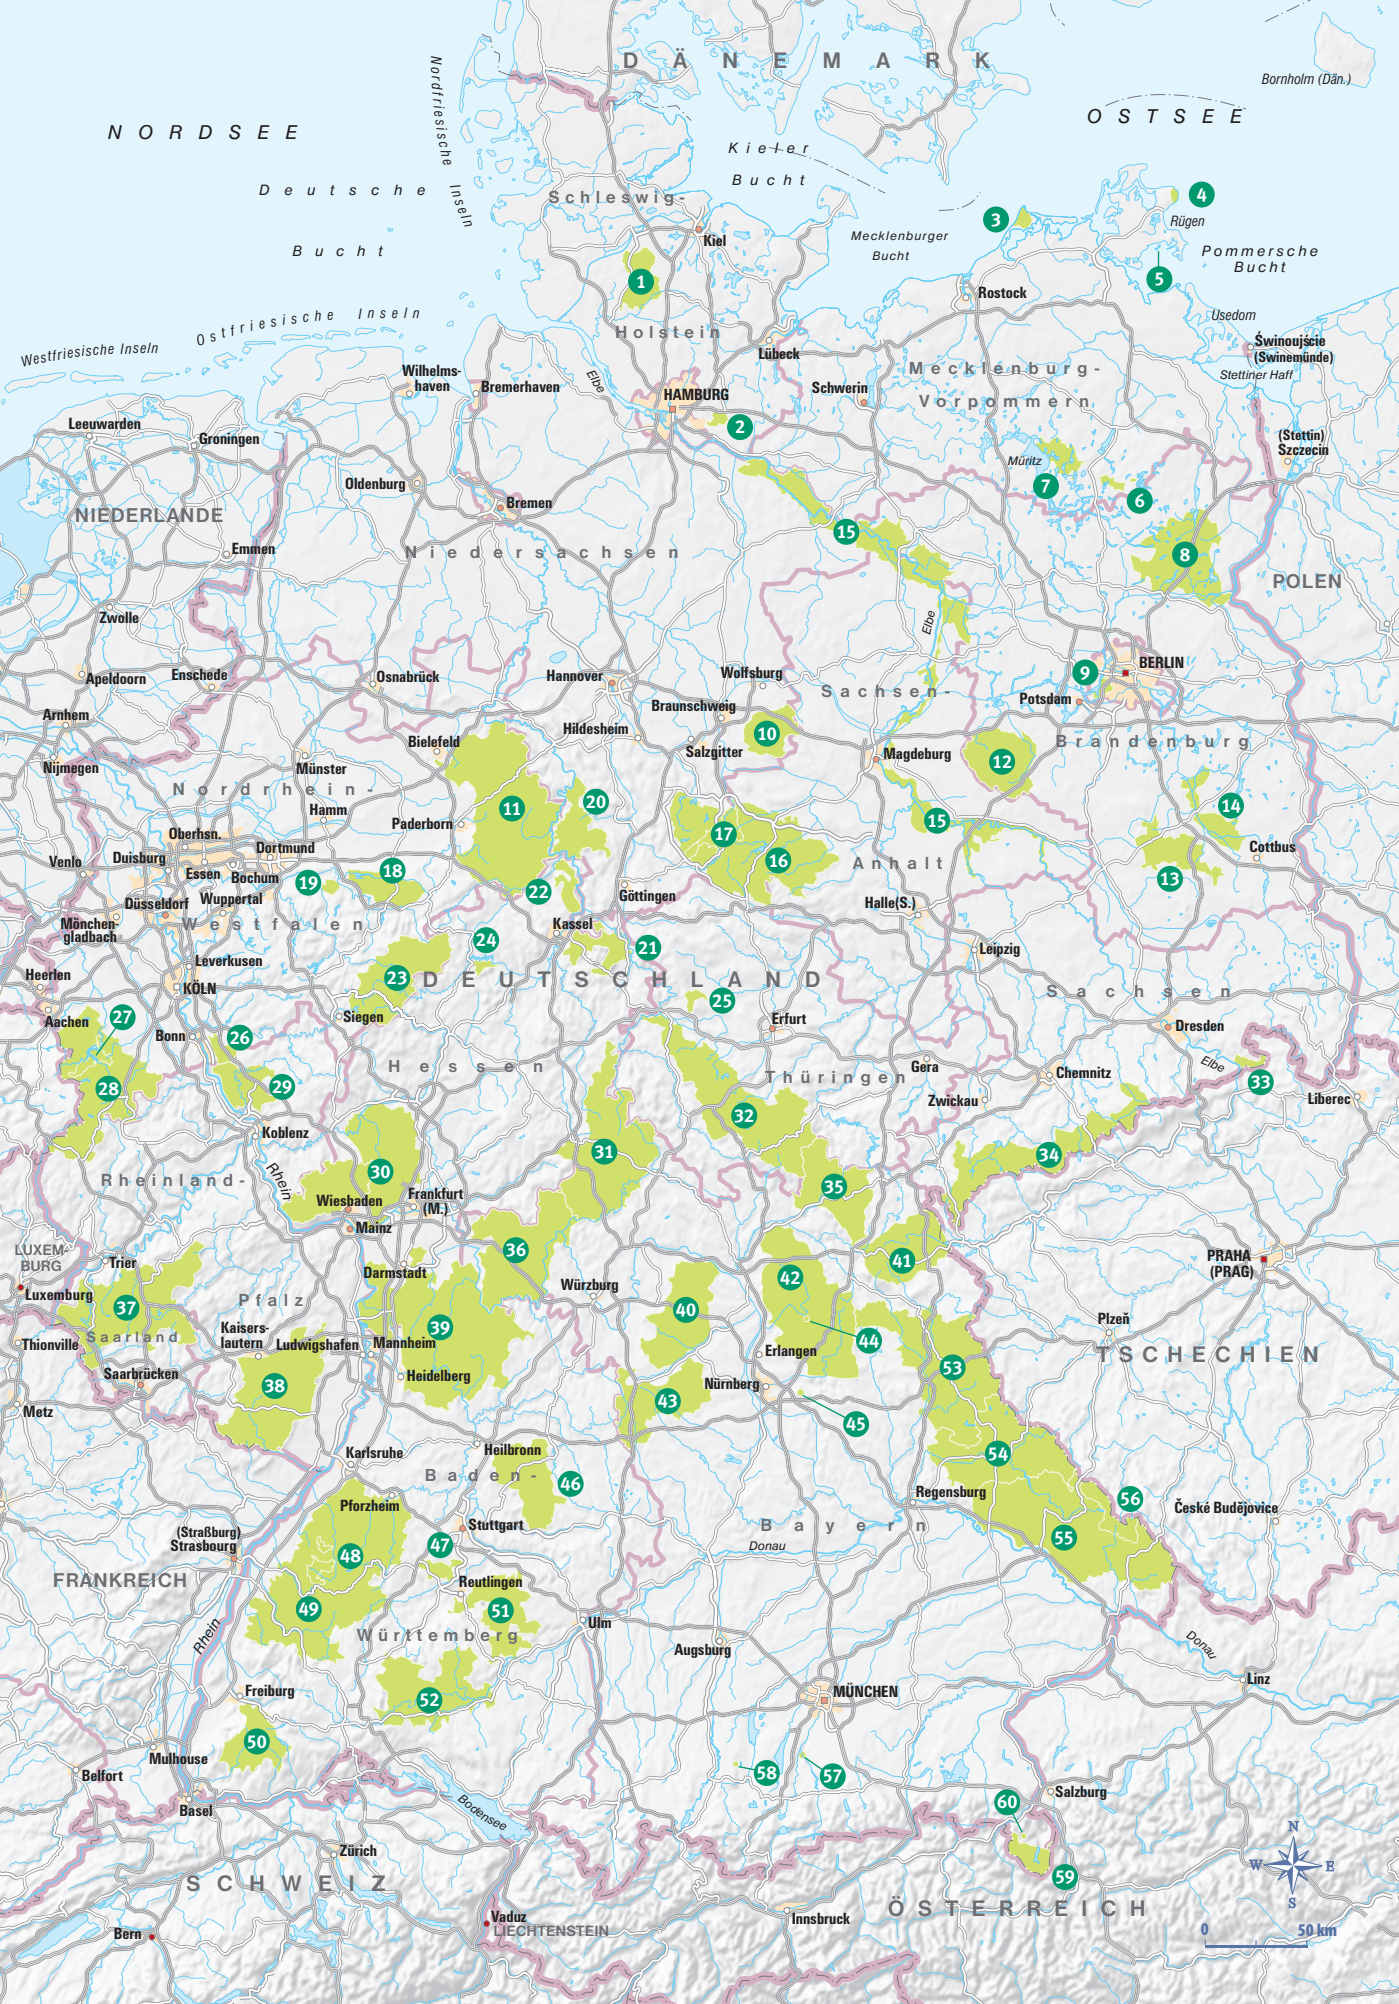 DÄNEMARK
Bornholm (Dän.)
NORDSEE
Nordfriesische Inseln
OSTSEE
Kieler
Bucht
Deutsche
Bucht
Schleswig-
4
3
Rügen
Kiel
Mecklenburger
Bucht
Pommersche
Bucht
1
5
Rostock
Ostfriesische Inseln
Usedom
Holstein
Westfriesische Inseln
Lübeck
Świnoujście
(Swinemünde)
Stettiner Haff
Wilhelms-
haven
Bremerhaven
Elbe
HAMBURG
Schwerin
Mecklenburg-
Vorpommern
2
Leeuwarden
Groningen
(Stettin)
Szczecin
Müritz
7
6
Oldenburg
Bremen
NIEDERLANDE
15
Emmen
Niedersachsen
8
POLEN
Zwolle
Elbe
Apeldoorn
Enschede
Osnabrück
Hannover
Wolfsburg
9
BERLIN
Sachsen-
Potsdam
Arnhem
Braunschweig
Hildesheim
10
Bielefeld
Salzgitter
Magdeburg
Brandenburg
12
Nijmegen
Münster
Nordrhein-
Hamm
11
20
14
Paderborn
15
Oberhsn.
Dortmund
17
16
Cottbus
Venlo
Duisburg
Essen
Bochum
19
18
Anhalt
13
22
Göttingen
Düsseldorf
Wuppertal
Halle(S.)
Mönchen-
gladbach
Westfalen
Kassel
24
21
Leipzig
Leverkusen
Heerlen
23
DEUTSCHLAND
KÖLN
25
Sachsen
Aachen
27
Siegen
Erfurt
Dresden
Bonn
26
Hessen
Gera
Chemnitz
Elbe
28
29
Thüringen
33
Zwickau
Liberec
32
Koblenz
31
34
30
Rheinland-
Rhein
Wiesbaden
Frankfurt
(M.)
35
Mainz
36
LUXEM-
BURG
Trier
41
PRAHA
(PRAG)
Darmstadt
42
Luxemburg
Würzburg
37
Pfalz
40
Saarland
Kaisers-
lautern
39
Plzeň
Thionville
Ludwigshafen
Mannheim
44
Erlangen
TSCHECHIEN
Saarbrücken
53
Heidelberg
38
Nürnberg
43
Metz
45
Karlsruhe
Heilbronn
54
Baden-
46
Regensburg
56
Pforzheim
České Budějovice
Stuttgart
Bayern
(Straßburg)
Strasbourg
55
47
Donau
48
FRANKREICH
Reutlingen
49
51
Ulm
Rhein
Württemberg
Augsburg
Donau
Linz
Freiburg
52
MÜNCHEN
50
Mulhouse
58
57
Belfort
Salzburg
60
Basel
Bodensee
N
Zürich
W
E
59
SCHWEIZ
S
ÖSTERREICH
Vaduz
LIECHTENSTEIN
Innsbruck
Bern
0
50 km